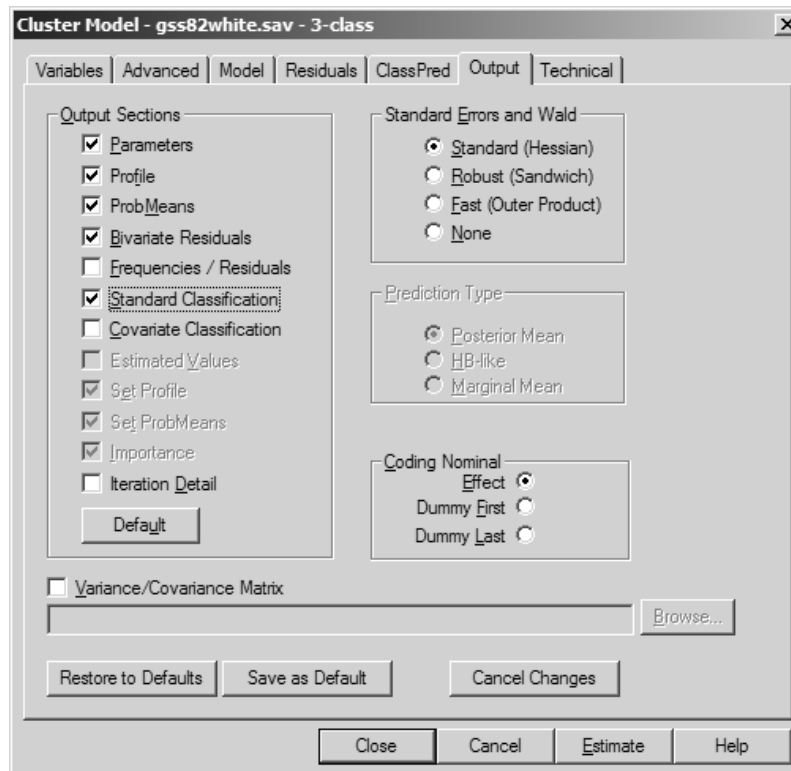 Cluster Model - gss82white.sav - 3-class
Variables
Advanced
Model
Residuals
ClassPred
Output
Technical
Output Sections
Parameters
Profile
ProbMeans
Bivariate Residuals
Frequencies / Residuals
Standard Classification
Covariate Classification
Estimated Values
Set Profile
Set ProbMeans
Importance
Iteration Detail
Default
Standard Errors and Wald
Standard (Hessian)
Robust (Sandwich)
Fast (Outer Product)
None
Prediction Type
Posterior Mean
HB-like
Marginal Mean
Coding Nominal
Effect
Dummy First
Dummy Last
Variance/Covariance Matrix
Browse...
Restore to Defaults
Save as Default
Cancel Changes
Close
Cancel
Estimate
Help